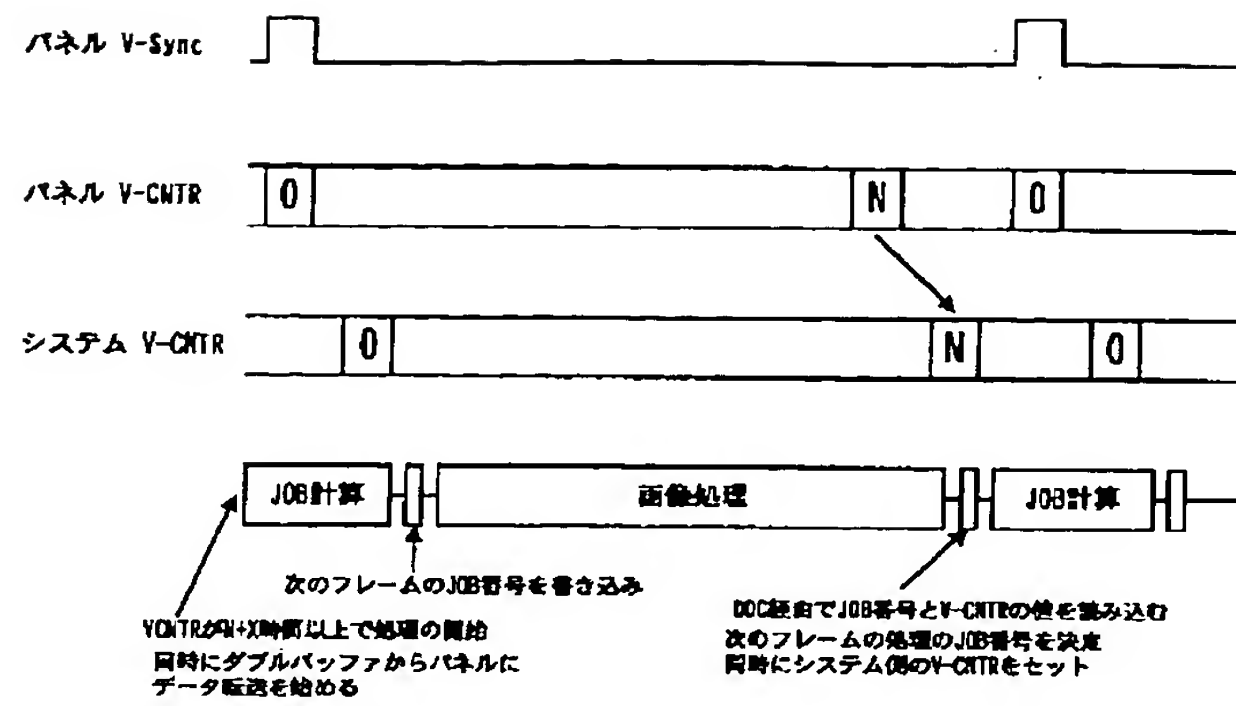 パネル V-Sync
パネル V-CNTR
0
N
0
システム V-CNTR
0
N
0
JOB計算
画像処理
JOB計算
次のフレームのJOB番号を書き込み
VCNTRがN+X時間以上で処理の開始
同時にダブルバッファからパネルに
データ転送を始める
DDC経由でJOB番号とV-CNTRの値を読み込む
次のフレームの処理のJOB番号を決定
同時にシステム側のV-CNTRをセット